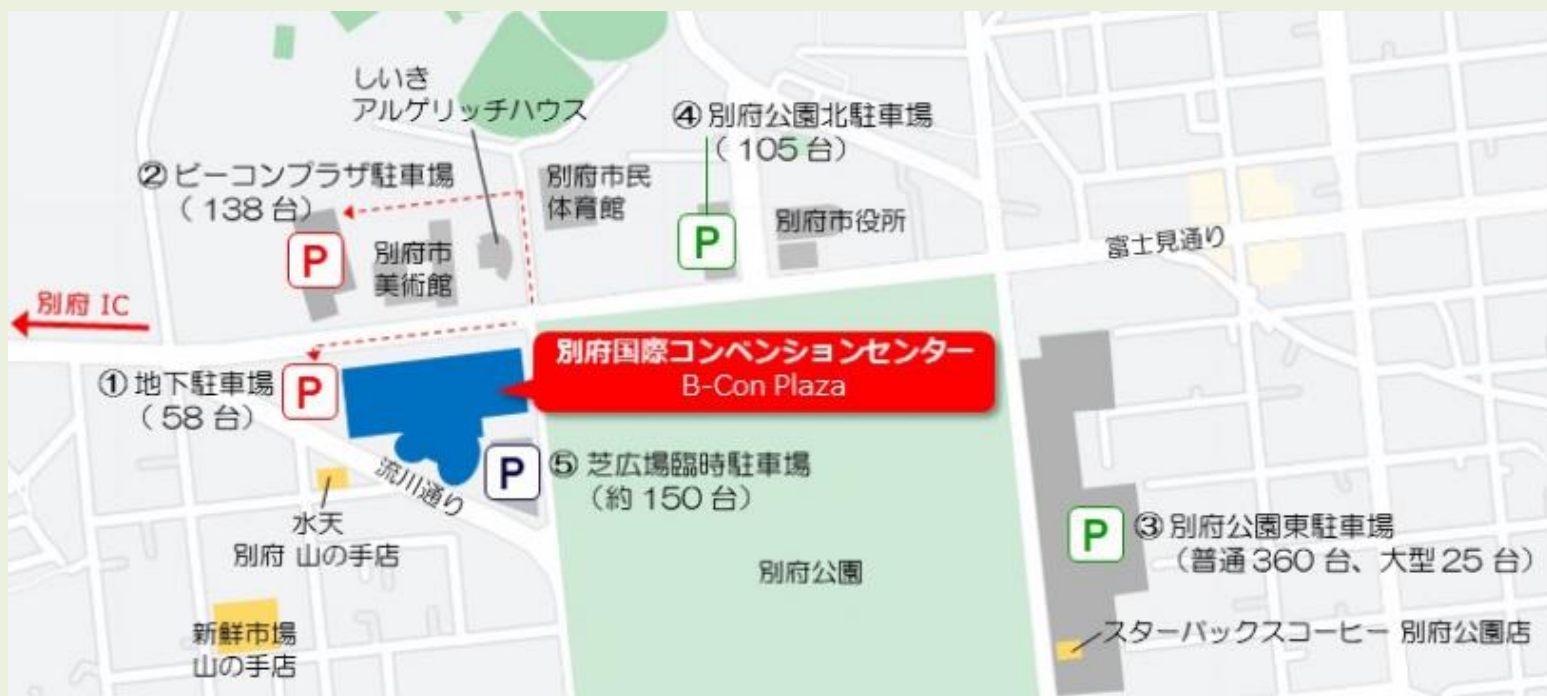 しいき
アルゲリッチハウス
④ 別府公園北駐車場
（ 105 台）
② ビーコンプラザ駐車場
（ 138 台）
別府市民
体育館
P
別府市役所
富士見通り
P
別府市
美術館
別府 IC
別府国際コンベンションセンター
B-Con Plaza
① 地下駐車場
（ 58 台）
P
P
⑤ 芝広場臨時駐車場
（約 150 台）
流川通り
水天
別府 山の手店
P
③ 別府公園東駐車場
（普通 360 台、大型 25 台）
別府公園
新鮮市場
山の手店
スターバックスコーヒー 別府公園店